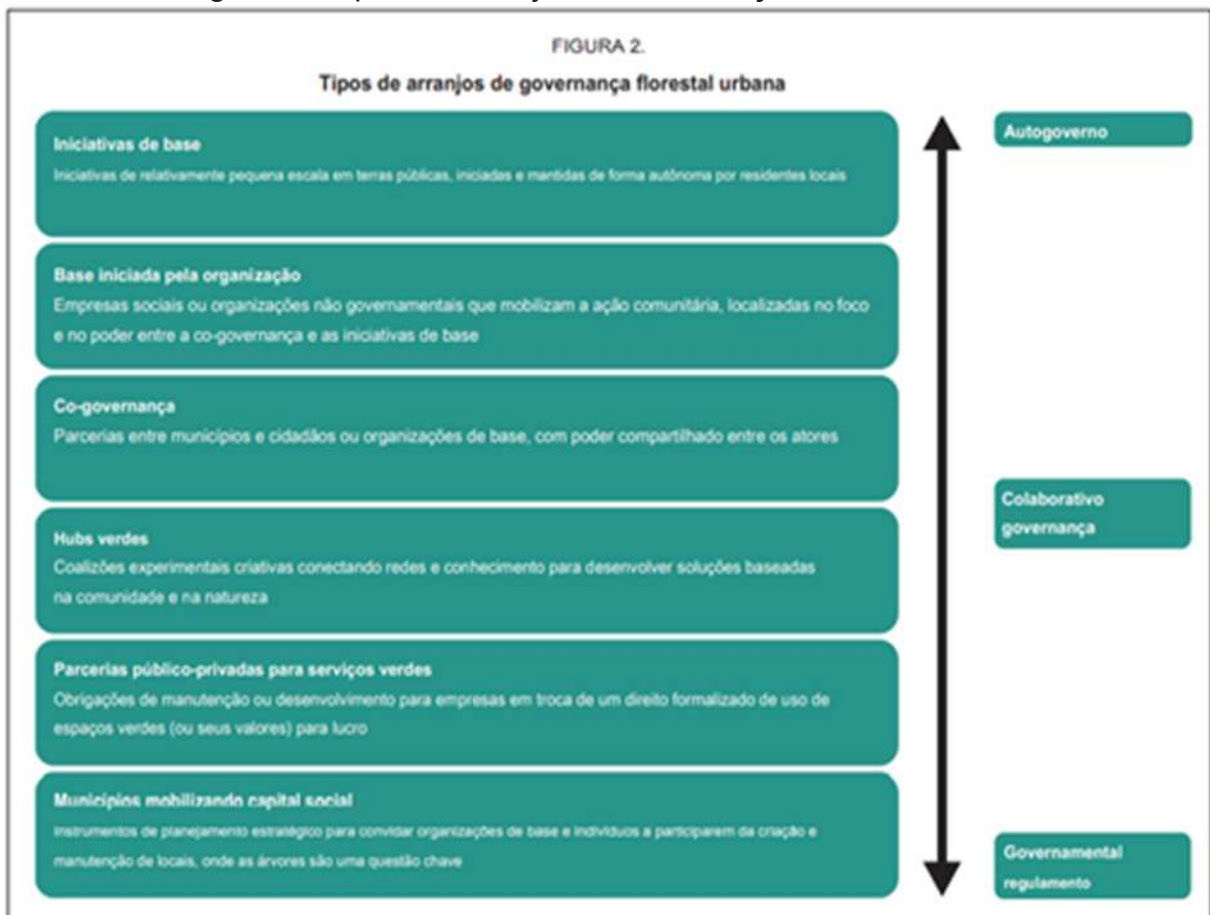 FIGURA 2.
Tipos de arranjos de governança florestal urbana
Iniciativas de base
Iniciativas de relativamente pequena escala em terras públicas, iniciadas e mantidas de forma autônoma por residentes locais
Base iniciada pela organização
Empresas sociais ou organizações não governamentais que mobilizam a ação comunitária, localizadas no foco
e no poder entre a co-governança e as iniciativas de base
Co-governança
Parcerias entre municípios e cidadãos ou organizações de base, com poder compartilhado entre os atores
Hubs verdes
Coalizões experimentais criativas conectando redes e conhecimento para desenvolver soluções baseadas
na comunidade e na natureza
Parcerias público-privadas para serviços verdes
Obrigações de manutenção ou desenvolvimento para empresas em troca de um direito formalizado de uso de
espaços verdes (ou seus valores) para lucro
Municípios mobilizando capital social
Instrumentos de planejamento estratégico para convidar organizações de base e indivíduos a participarem da criação e
manutenção de locais, onde as árvores são uma questão chave
Autogoverno
Colaborativo
governança
Governamental
regulamento